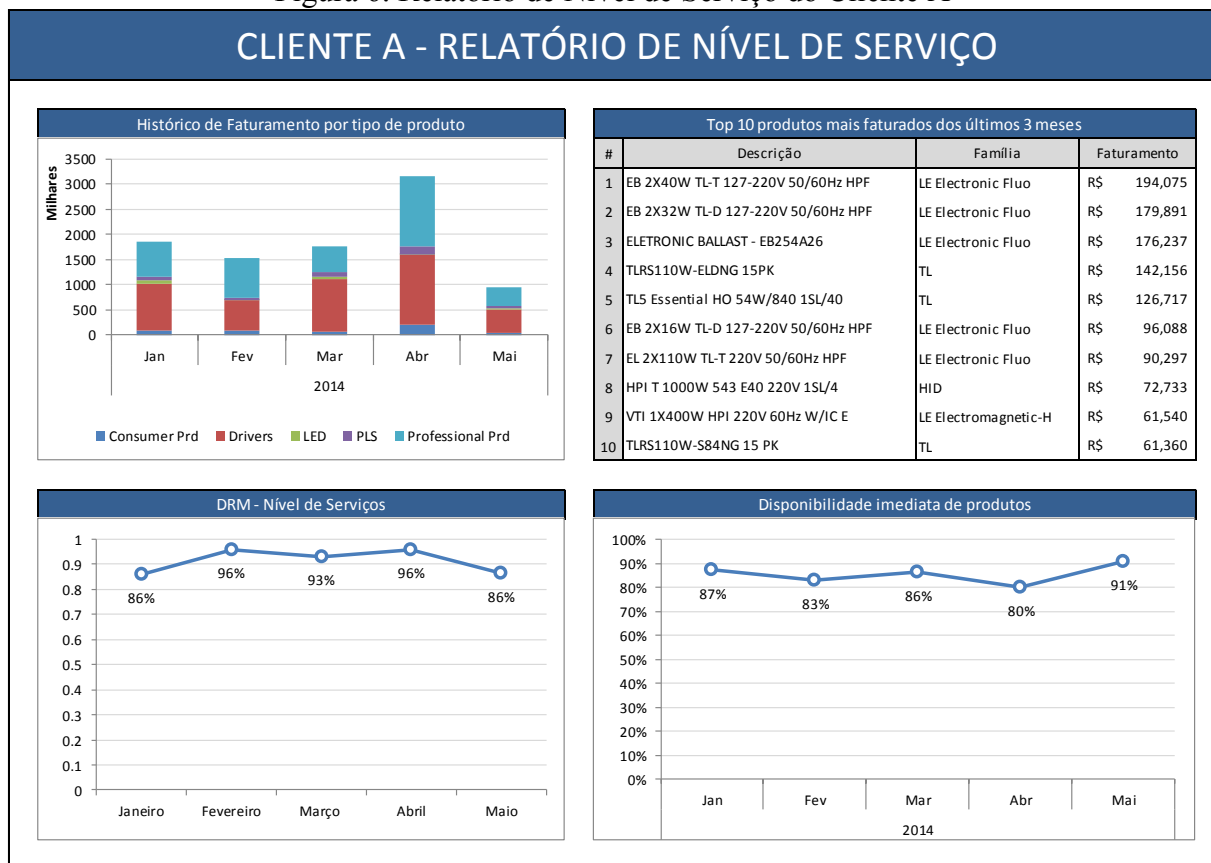 CLIENTE A - RELATÓRIO DE NÍVEL DE SERVIÇO
Histórico de Faturamento por tipo de produto
Milhares
3500
3000
2500
2000
1500
1000
500
0
Jan Fev Mar Abr Mai
2014
Consumer Prd Drivers LED PLS Professional Prd
Top 10 produtos mais faturados dos últimos 3 meses
# Descrição Família Faturamento
1 EB 2X40W TL-T 127-220V 50/60Hz HPF LE Electronic Fluo R$ 194,075
2 EB 2X32W TL-D 127-220V 50/60Hz HPF LE Electronic Fluo R$ 179,891
3 ELETRONIC BALLAST - EB254A26 LE Electronic Fluo R$ 176,237
4 TLRS110W-ELDNG 15PK TL R$ 142,156
5 TL5 Essential HO 54W/840 1SL/40 TL R$ 126,717
6 EB 2X16W TL-D 127-220V 50/60Hz HPF LE Electronic Fluo R$ 96,088
7 EL 2X110W TL-T 220V 50/60Hz HPF LE Electronic Fluo R$ 90,297
8 HPI T 1000W 543 E40 220V 1SL/4 HID R$ 72,733
9 VTI 1X400W HPI 220V 60Hz W/IC E LE Electromagnetic-H R$ 61,540
10 TLRS110W-S84NG 15 PK TL R$ 61,360
DRM - Nível de Serviços
1
0.9
0.8
0.7
0.6
0.5
0.4
0.3
0.2
0.1
0
86% 96% 93% 96% 86%
Janeiro Fevereiro Março Abril Maio
Disponibilidade imediata de produtos
100%
90%
80%
70%
60%
50%
40%
30%
20%
10%
0%
87% 83% 86% 80% 91%
Jan Fev Mar Abr Mai
2014